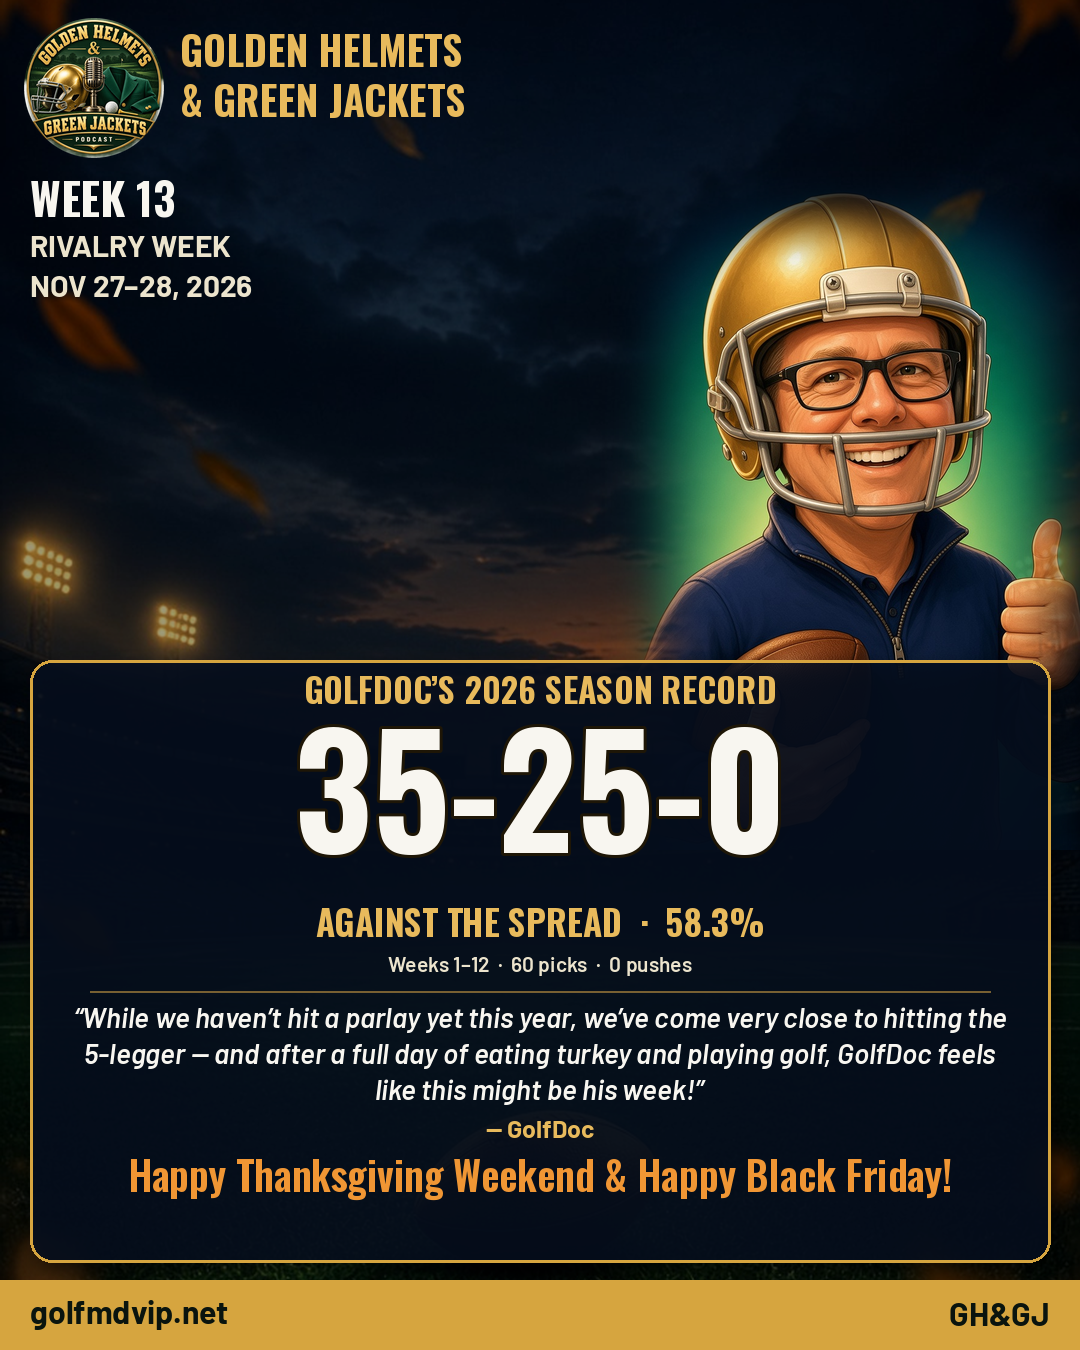 GOLDEN HELMETS
&
GREEN JACKETS
PODCAST
GOLDEN HELMETS
& GREEN JACKETS
WEEK 13
RIVALRY WEEK
NOV 27–28, 2026
GOLFDOC’S 2026 SEASON RECORD
35-25-0
AGAINST THE SPREAD · 58.3%
Weeks 1–12 · 60 picks · 0 pushes
“While we haven’t hit a parlay yet this year, we’ve come very close to hitting the
5-legger — and after a full day of eating turkey and playing golf, GolfDoc feels
like this might be his week!”
— GolfDoc
Happy Thanksgiving Weekend & Happy Black Friday!
golfmdvip.net
GH&GJ